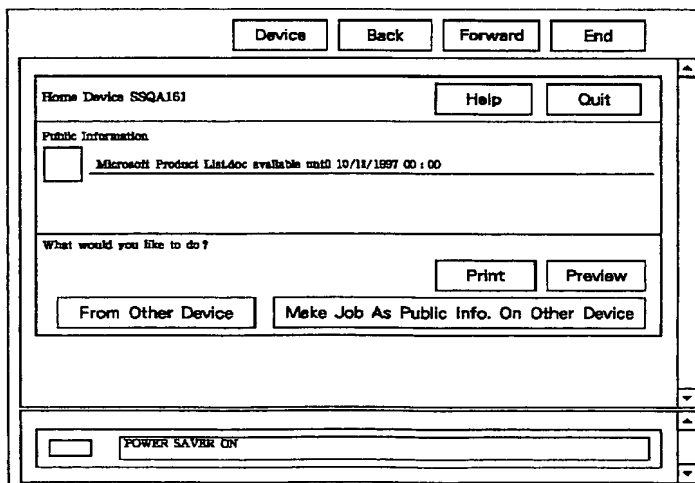 Device Back Forward End
Home Device SSQA161 Help Quit
Public Information
Microsoft Product List.doc available until 10/12/1997 00 : 00
What would you like to do?
Print Preview
From Other Device Make Job As Public Info. On Other Device
POWER SAVER ON